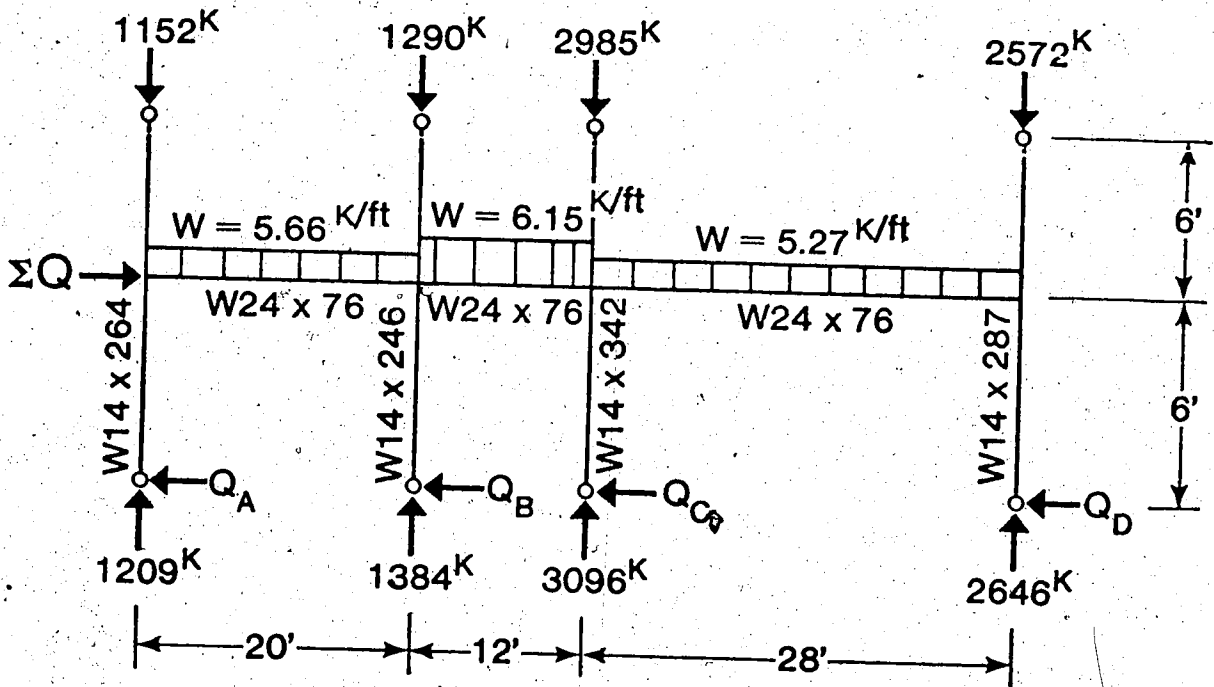 1152K
1290K
2985K
2572K
W = 5.66 K/ft
W = 6.15 K/ft
W = 5.27 K/ft
6'
ΣQ
W24 x 76
W24 x 76
W24 x 76
W14 x 264
W14 x 246
W14 x 342
W14 x 287
6'
QA
QB
QC
QD
1209K
1384K
3096K
2646K
20'
12'
28'